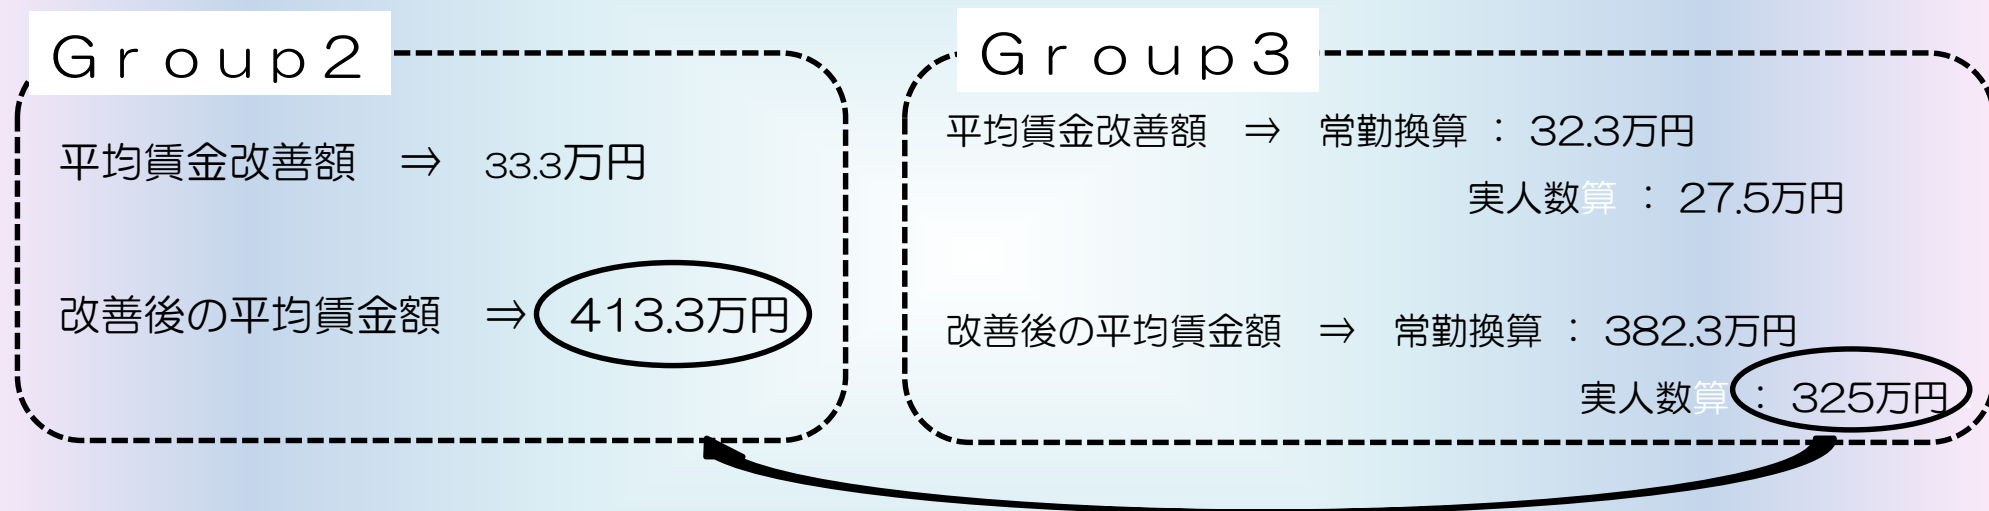 Ｇｒｏｕｐ２
平均賃金改善額　⇒　33.3万円
改善後の平均賃金額　⇒　413.3万円
Ｇｒｏｕｐ３
平均賃金改善額　⇒　常勤換算 ： 32.3万円
実人数算 ： 27.5万円
改善後の平均賃金額　⇒　常勤換算 ： 382.3万円
実人数算 ： 325万円